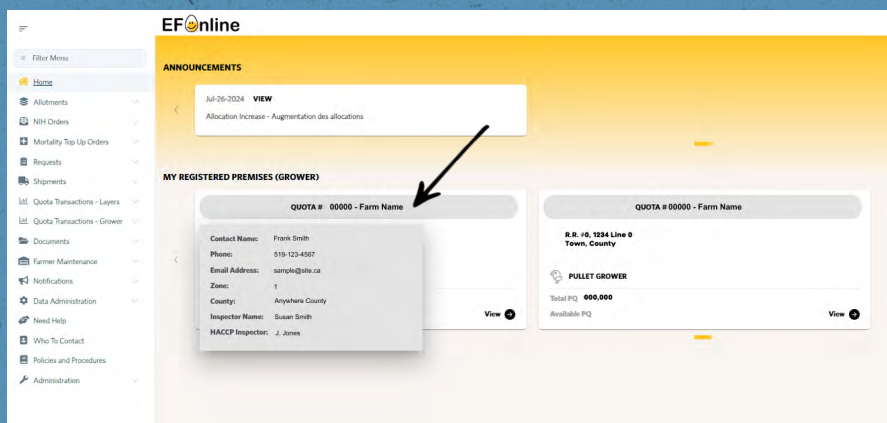 EFOnline
Filter Menu
Home
Allotments
NIH Orders
Mortality Top Up Orders
Requests
Shipments
Quota Transactions - Layers
Quota Transactions - Grower
Documents
Farmer Maintenance
Notifications
Data Administration
Need Help
Who To Contact
Policies and Procedures
Administration
ANNOUNCEMENTS
Jul-26-2024 VIEW
Allocation Increase - Augmentation des allocations
MY REGISTERED PREMISES (GROWER)
QUOTA # 00000 - Farm Name
Contact Name: Frank Smith
Phone: 519-123-4567
Email Address: sample@site.ca
Zone: 1
County: Anywhere County
Inspector Name: Susan Smith
HACCP Inspector: J. Jones
View
QUOTA # 00000 - Farm Name
R.R. #0, 1234 Line 0
Town, County
PULLET GROWER
Total PQ 000,000
Available PQ
View